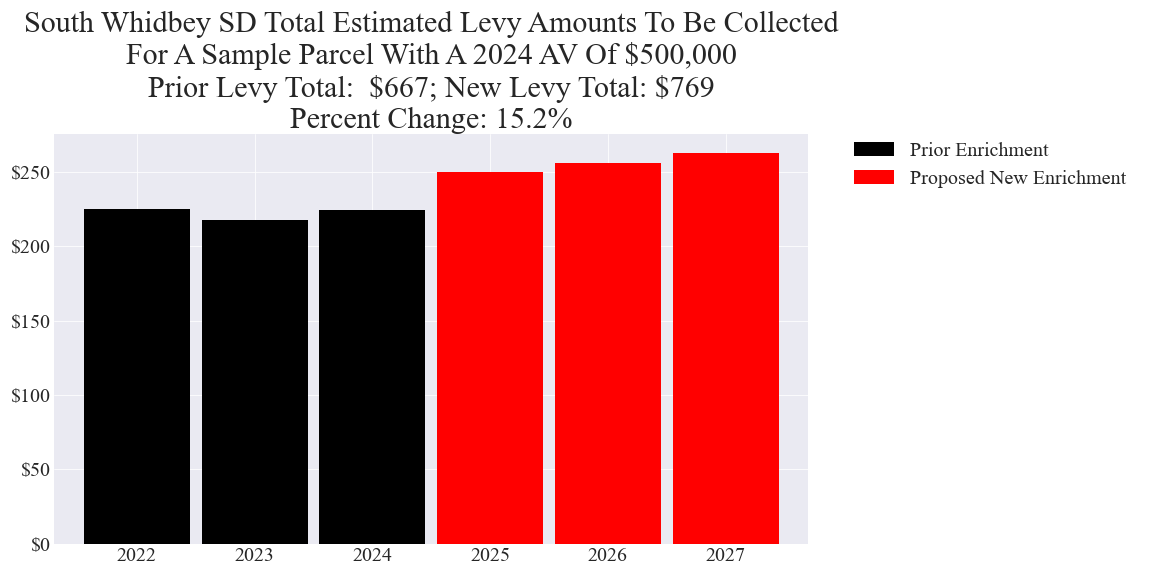 South Whidbey SD Total Estimated Levy Amounts To Be Collected
For A Sample Parcel With A 2024 AV Of $500,000
Prior Levy Total:  $667; New Levy Total: $769
Percent Change: 15.2%
Prior Enrichment
Proposed New Enrichment
$250
$200
$150
$100
$50
$0
2022 2023 2024 2025 2026 2027